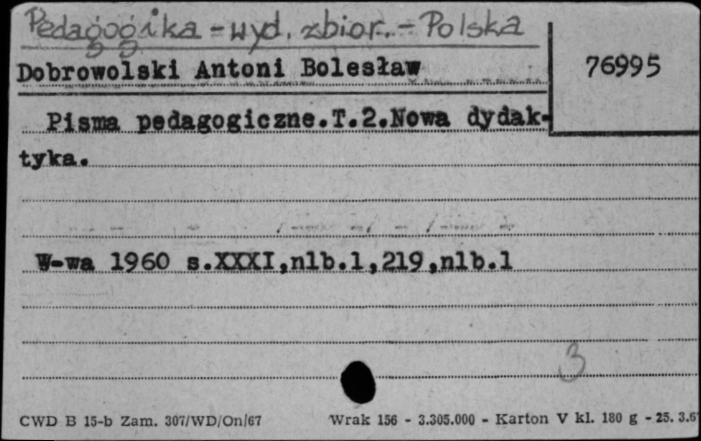 Pedagogika - wyd. zbior. - Polska
Dobrowolski Antoni Bolesław
76995
Pisma pedagogiczne.T.2.Nowa dydak-
tyka.
W-wa 1960 s.XXXI,nlb.1,219,nlb.1
3
CWD B 15-b Zam. 307/WD/On/67 Wrak 156 - 3.305.000 - Karton V kl. 180 g - 25. 3.6